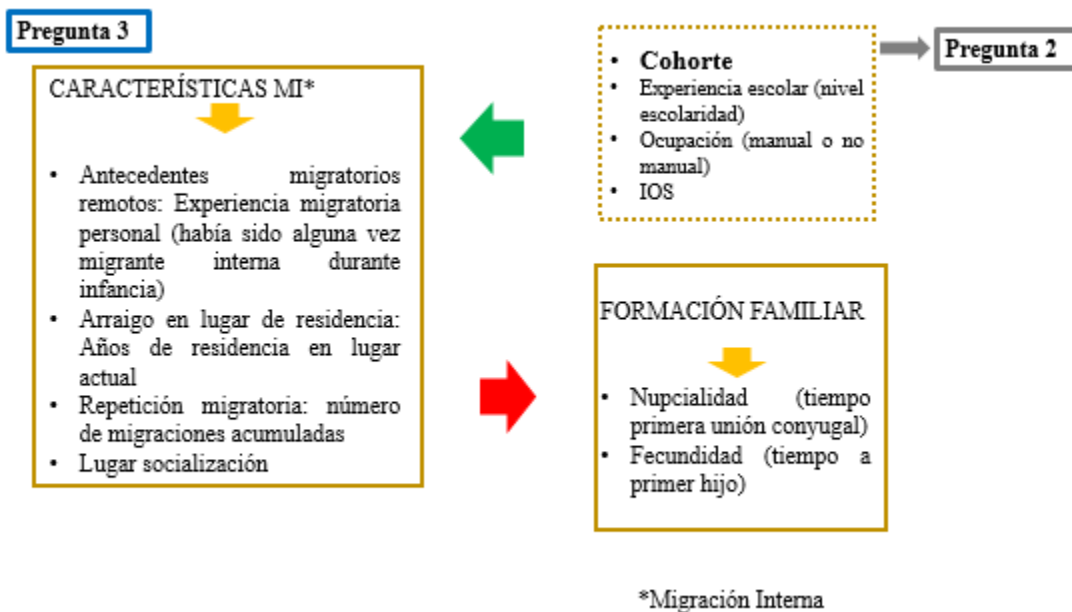 Pregunta 3
CARACTERÍSTICAS MI*
• Antecedentes migratorios
remotos: Experiencia migratoria
personal (había sido alguna vez
migrante interna durante
infancia)
• Arraigo en lugar de residencia:
Años de residencia en lugar
actual
• Repetición migratoria: número
de migraciones acumuladas
• Lugar socialización
• Cohorte
• Experiencia escolar (nivel
escolaridad)
• Ocupación (manual o no
manual)
• IOS
Pregunta 2
FORMACIÓN FAMILIAR
• Nupcialidad (tiempo
primera unión conyugal)
• Fecundidad (tiempo a
primer hijo)
*Migración Interna